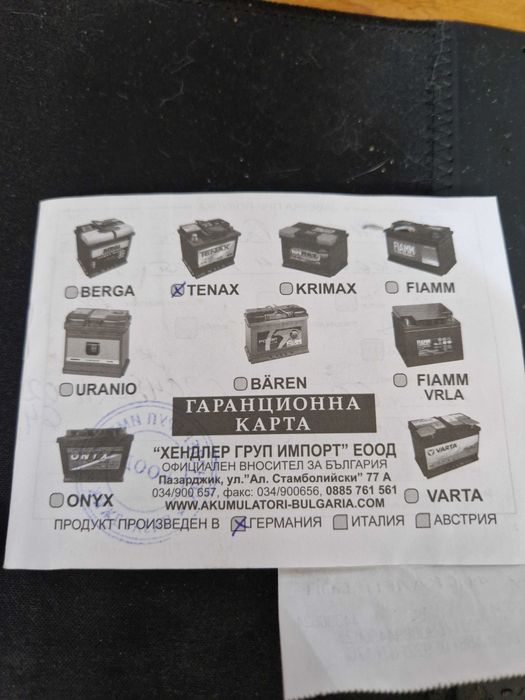 BERGA TENAX KRIMAX FIAMM
URANIO BÄREN FIAMM VRLA
ГАРАНЦИОННА
КАРТА
"ХЕНДЛЕР ГРУП ИМПОРТ" ЕООД
ОФИЦИАЛЕН ВНОСИТЕЛ ЗА БЪЛГАРИЯ
Пазарджик, ул."Ал. Стамболийски" 77 А
034/900 657, факс: 034/900656, 0885 761 561
ONYX WWW.AKUMULATORI-BULGARIA.COM VARTA
ПРОДУКТ ПРОИЗВЕДЕН В ГЕРМАНИЯ ИТАЛИЯ АВСТРИЯ